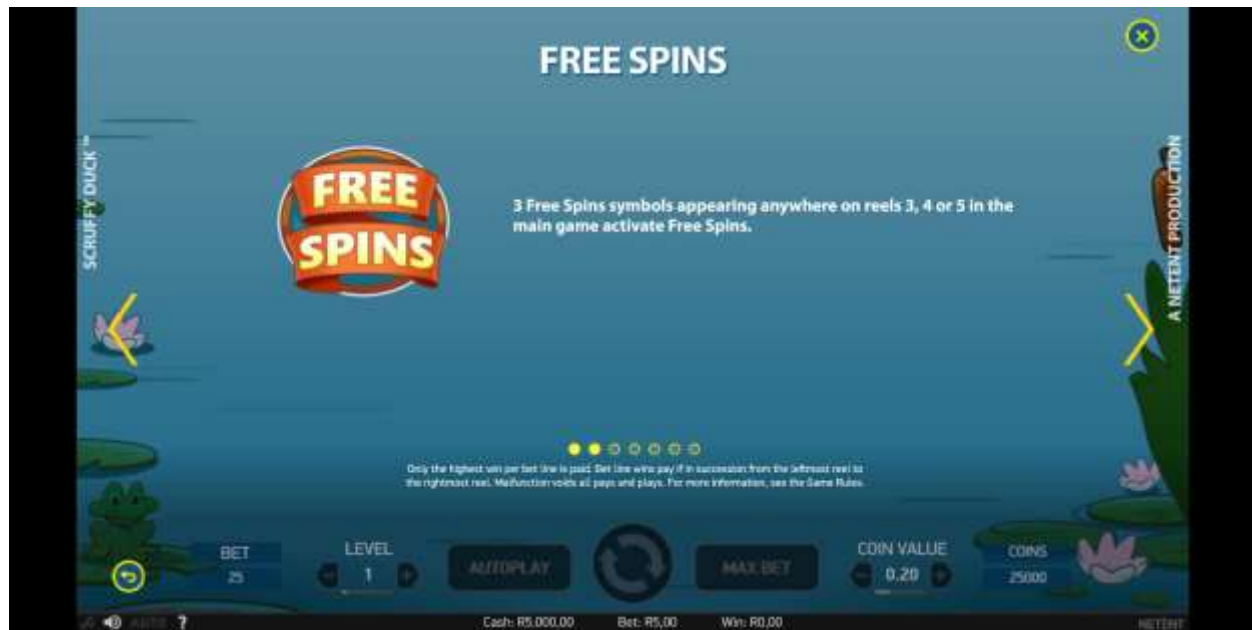 FREE SPINS
SCRUFFY DUCK™
A NETENT PRODUCTION
FREE
SPINS
3 Free Spins symbols appearing anywhere on reels 3, 4 or 5 in the
main game activate Free Spins.
Only the highest win per bet line is paid. Bet line wins pay if in succession from the leftmost reel to
the rightmost reel. Malfunction voids all pays and plays. For more information, see the Game Rules.
BET
25
LEVEL
1
AUTOPLAY
MAX BET
COIN VALUE
0.20
COINS
25000
AUTO ?
Cash: R5.000,00 Bet: R5,00 Win: R0,00
NETENT